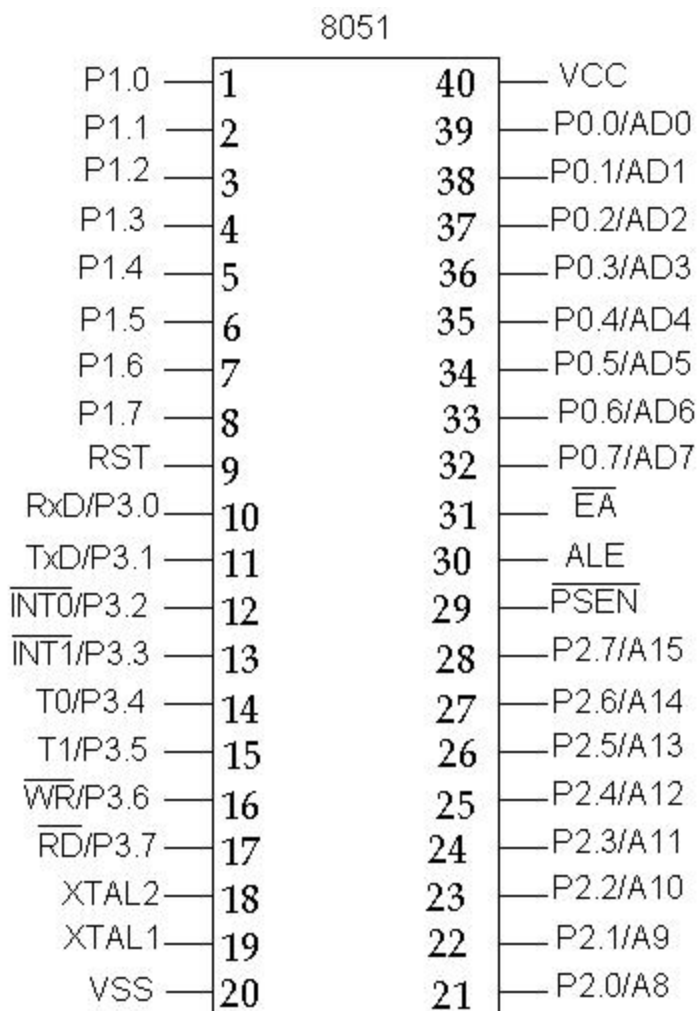 8051
P1.0 1 40 VCC
P1.1 2 39 P0.0/AD0
P1.2 3 38 P0.1/AD1
P1.3 4 37 P0.2/AD2
P1.4 5 36 P0.3/AD3
P1.5 6 35 P0.4/AD4
P1.6 7 34 P0.5/AD5
P1.7 8 33 P0.6/AD6
RST 9 32 P0.7/AD7
RxD/P3.0 10 31 E̅A̅
TxD/P3.1 11 30 ALE
I̅N̅T̅0̅/P3.2 12 29 P̅S̅E̅N̅
I̅N̅T̅1̅/P3.3 13 28 P2.7/A15
T0/P3.4 14 27 P2.6/A14
T1/P3.5 15 26 P2.5/A13
W̅R̅/P3.6 16 25 P2.4/A12
R̅D̅/P3.7 17 24 P2.3/A11
XTAL2 18 23 P2.2/A10
XTAL1 19 22 P2.1/A9
VSS 20 21 P2.0/A8